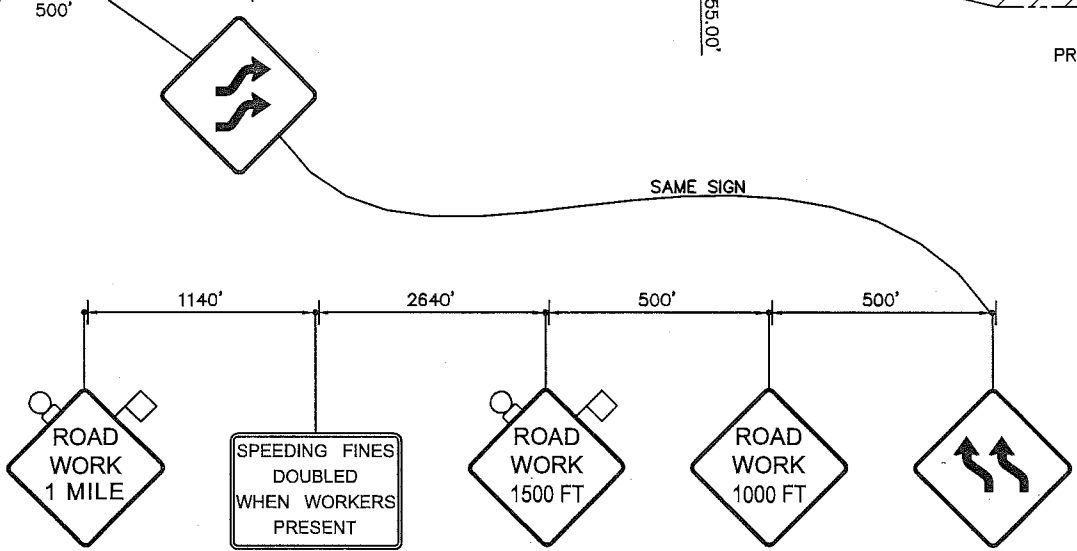 500'
55.00'
PR
SAME SIGN
1140'
2640'
500'
500'
ROAD
WORK
1 MILE
SPEEDING FINES
DOUBLED
WHEN WORKERS
PRESENT
ROAD
WORK
1500 FT
ROAD
WORK
1000 FT